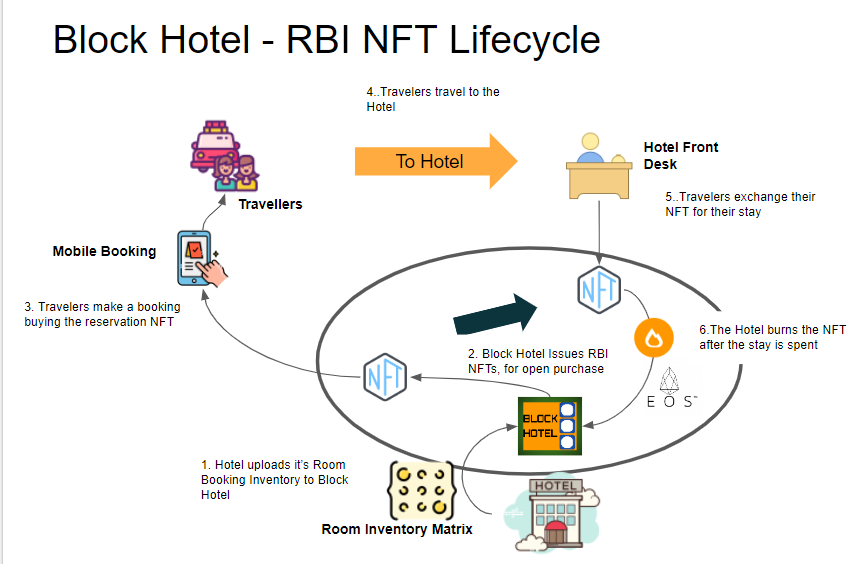 Block Hotel - RBI NFT Lifecycle
4..Travelers travel to the
Hotel
To Hotel
Hotel Front
Desk
Travellers
5..Travelers exchange their
NFT for their stay
Mobile Booking
NFT
3. Travelers make a booking
buying the reservation NFT
6.The Hotel burns the NFT
after the stay is spent
2. Block Hotel Issues RBI
NFTs, for open purchase
NFT
E O S™
BLOCK
HOTEL
1. Hotel uploads it's Room
Booking Inventory to Block
Hotel
HOTEL
Room Inventory Matrix